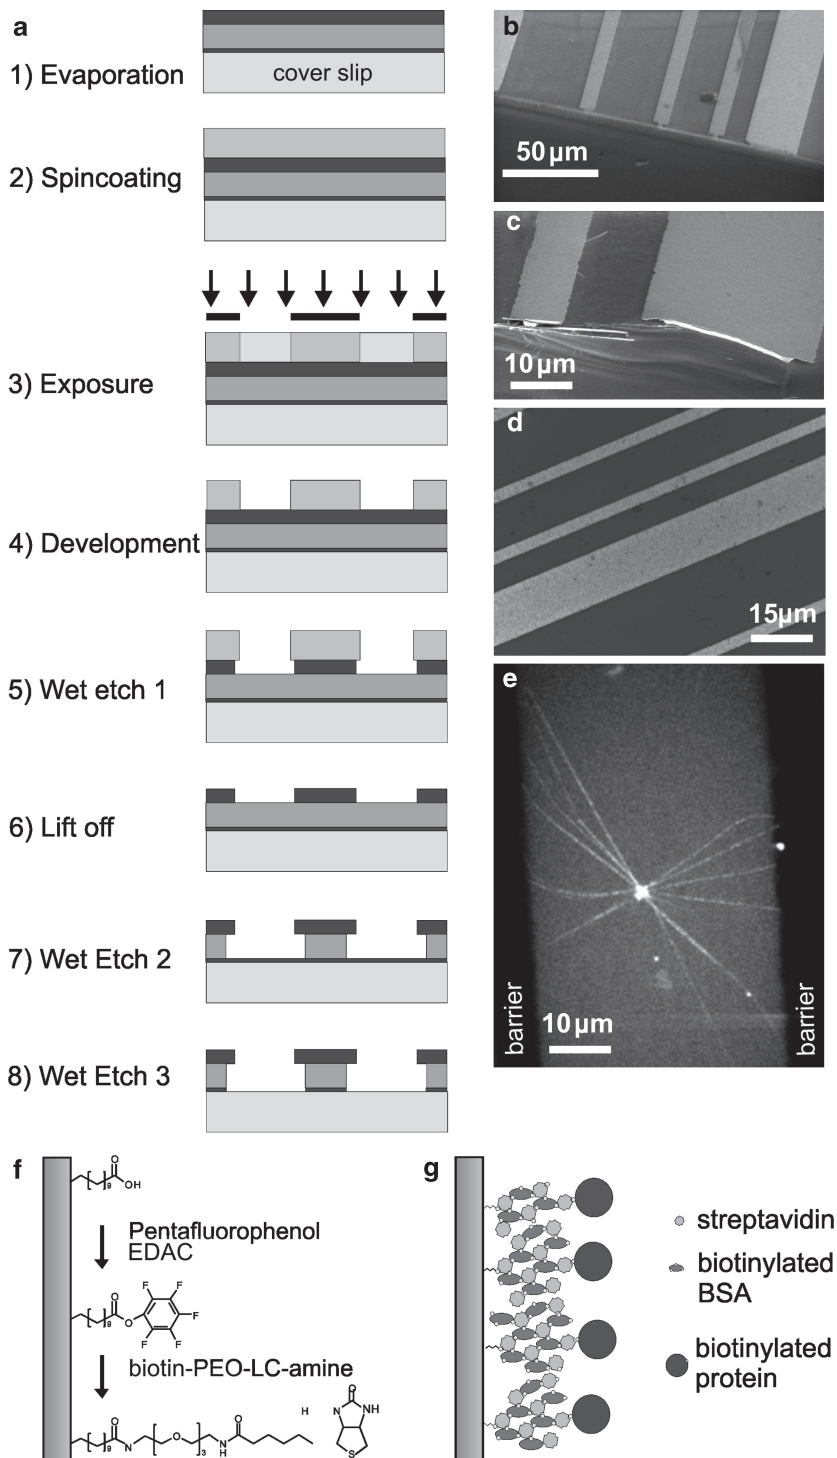 a
1) Evaporation
cover slip
2) Spincoating
3) Exposure
4) Development
5) Wet etch 1
6) Lift off
7) Wet Etch 2
8) Wet Etch 3
b
50 µm
c
10 µm
d
15µm
e
barrier
10 µm
barrier
f
O
9
OH
Pentafluorophenol
EDAC
O
9
O
F
F
F
F
F
biotin-PEO-LC-amine
O
9
N
O
3
N
H
O
H
O
N
NH
S
g
streptavidin
biotinylated
BSA
biotinylated
protein